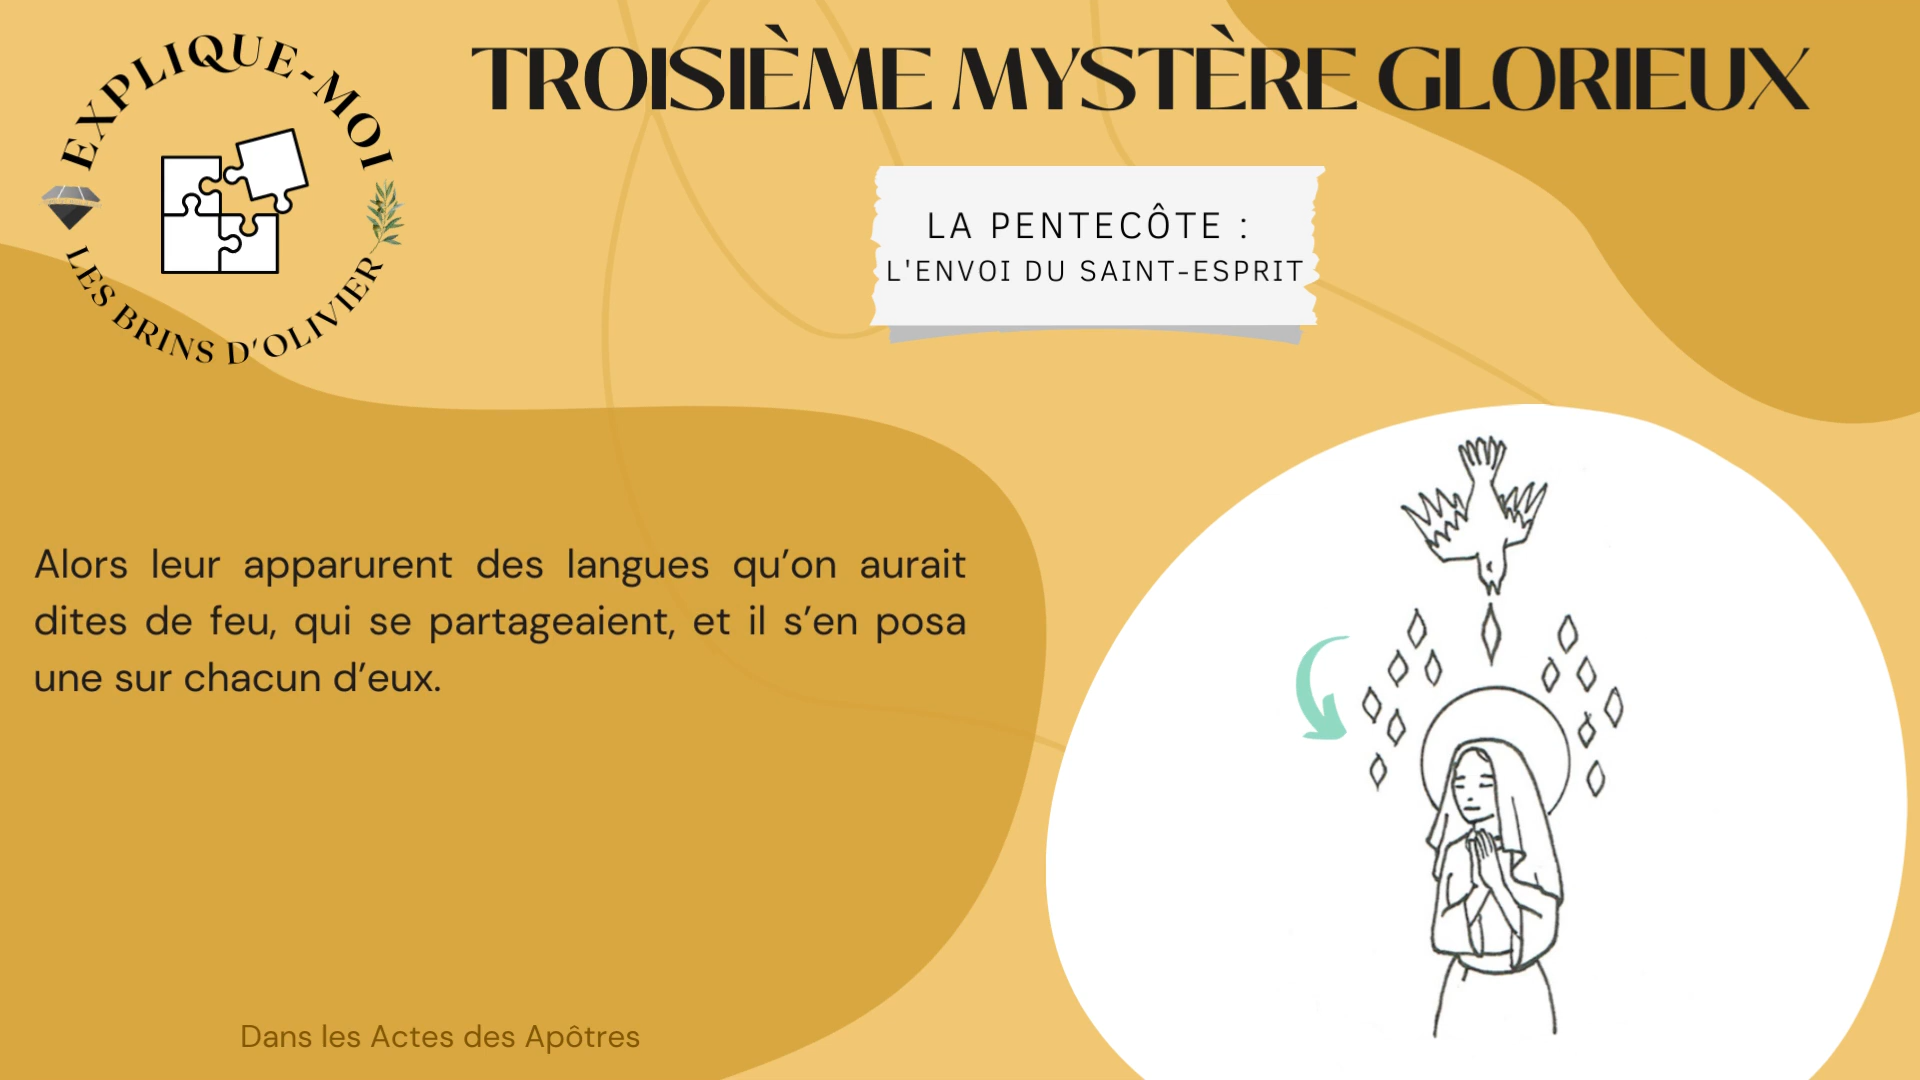 EXPLIQUE-MOI
LES BRINS D'OLIVIER
TROISIÈME MYSTÈRE GLORIEUX
LA PENTECÔTE :
L'ENVOI DU SAINT-ESPRIT
Alors leur apparurent des langues qu’on aurait
dites de feu, qui se partageaient, et il s’en posa
une sur chacun d’eux.
Dans les Actes des Apôtres